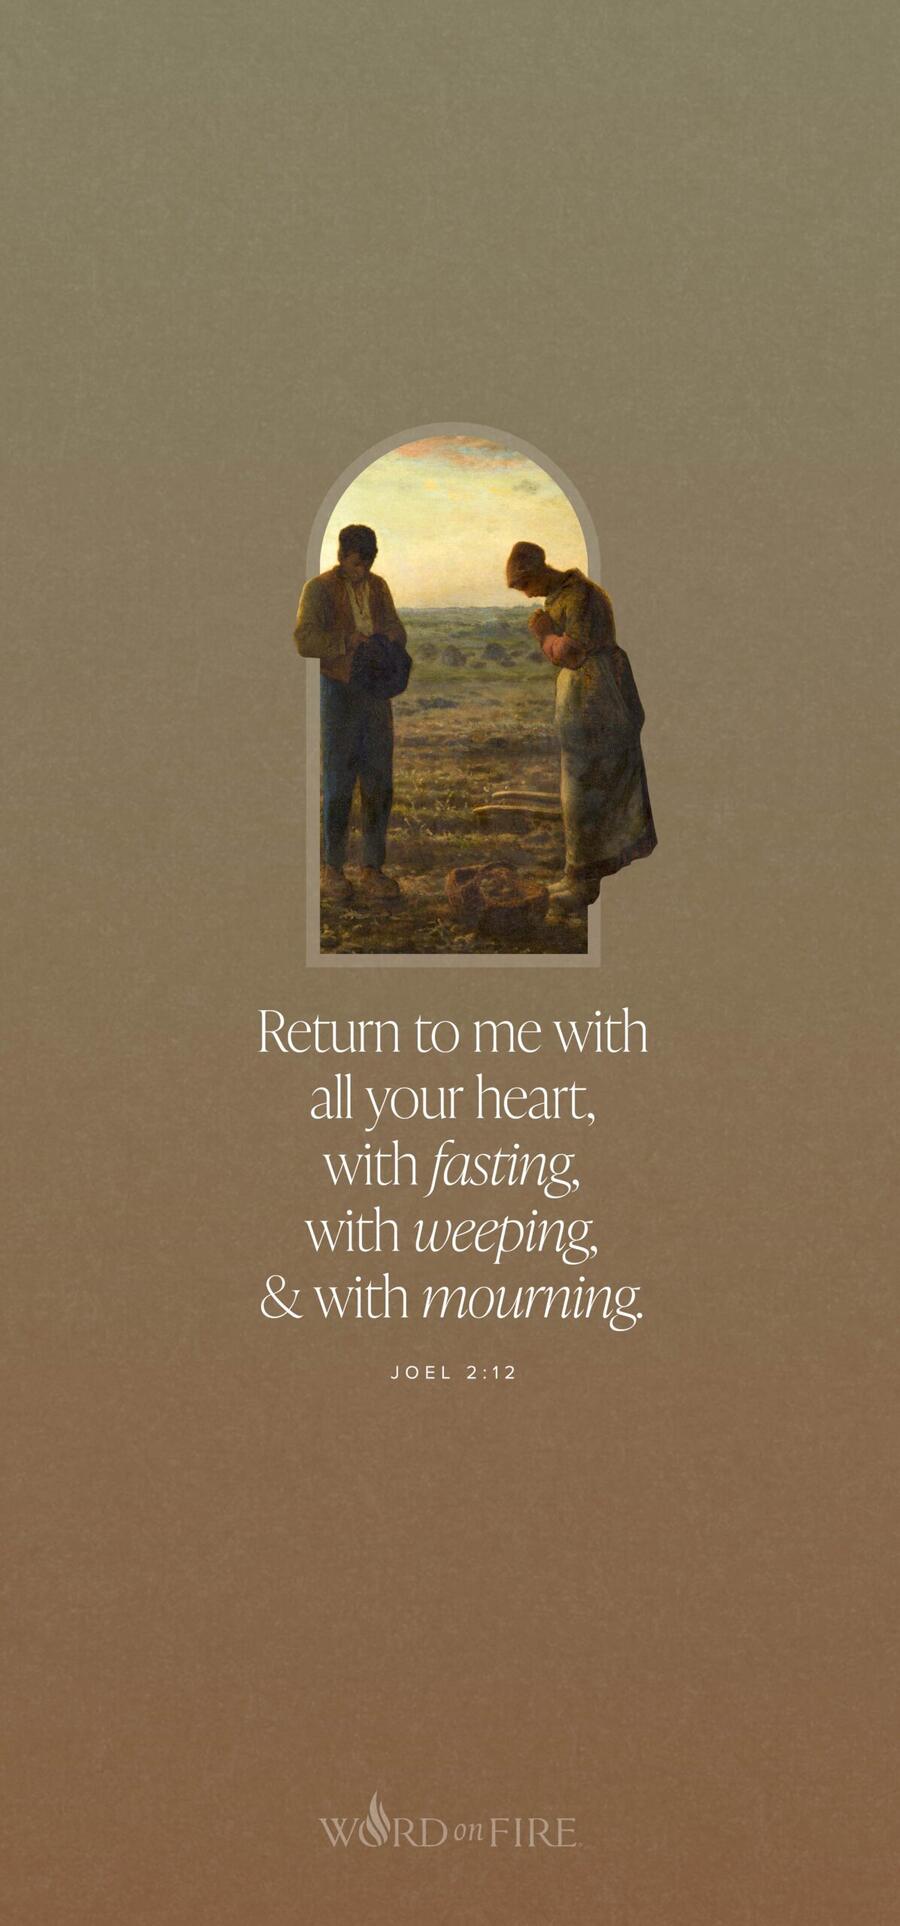 Return to me with
all your heart,
with fasting,
with weeping,
& with mourning.
JOEL 2:12
WORD on FIRE